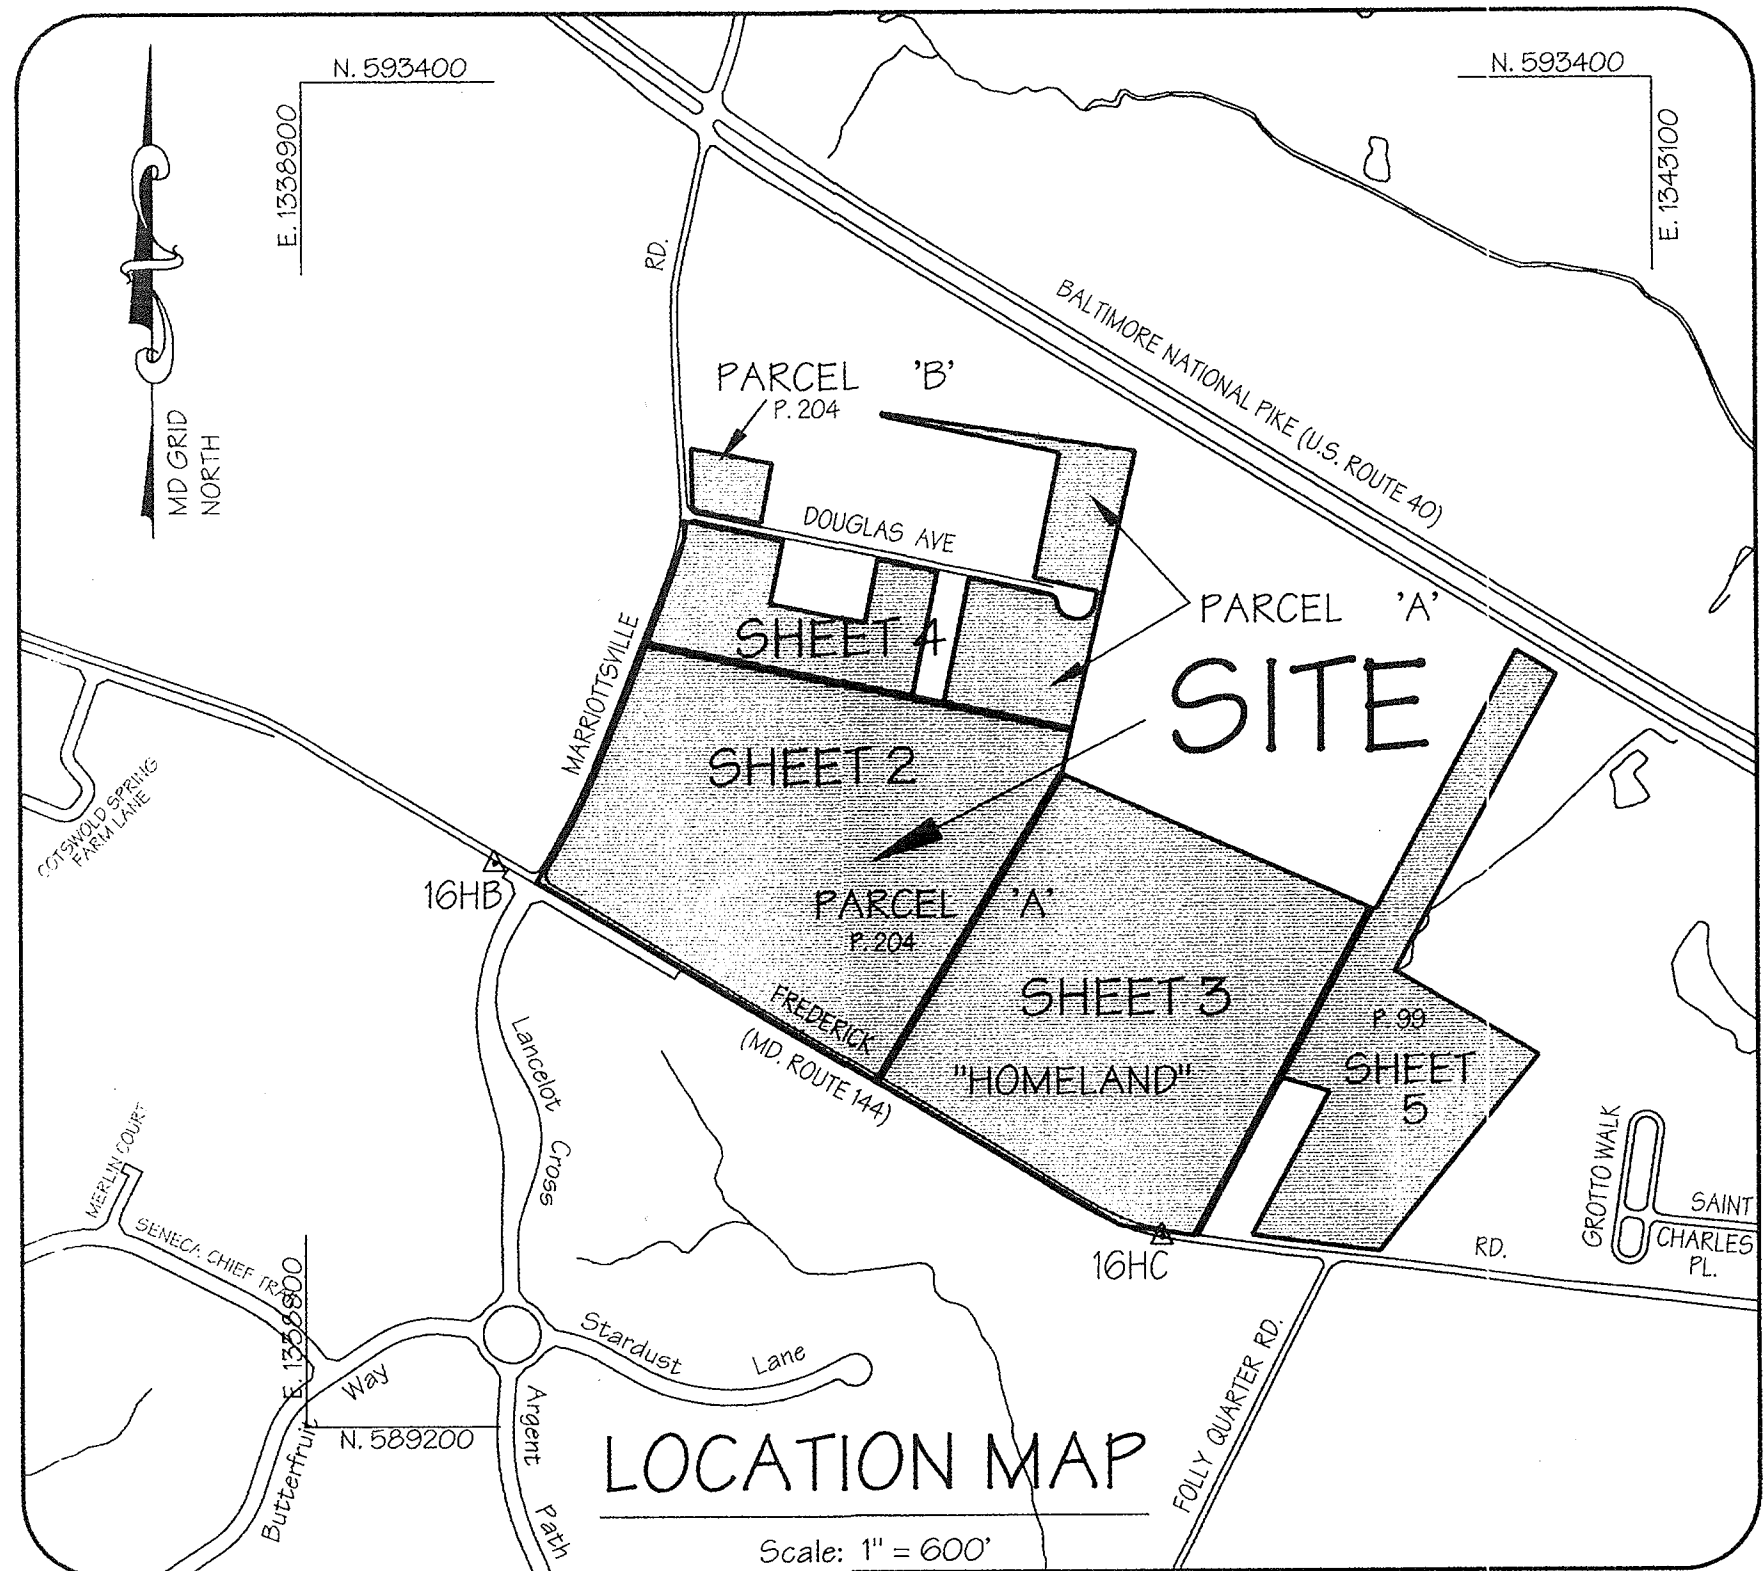 N. 593400
N. 593400
E. 1338900
E. 1343100
MD GRID
NORTH
RD.
BALTIMORE NATIONAL PIKE (U.S. ROUTE 40)
PARCEL 'B'
P. 204
DOUGLAS AVE
PARCEL 'A'
SHEET 4
SITE
MARRIOTTSVILLE
SHEET 2
COTSWOLD SPRING
FARM LANE
16HB
PARCEL 'A'
P. 204
SHEET 3
FREDERICK
(MD. ROUTE 144)
P. 99
"HOMELAND"
SHEET
5
Lancelot Cross
MERLIN COURT
GROTTO WALK
SAINT
CHARLES
PL.
SENECA CHIEF
16HC
RD.
Stardust Lane
Way
Butterfruit
N. 589200
Argent Path
FOLLY QUARTER RD.
LOCATION MAP
Scale: 1" = 600'